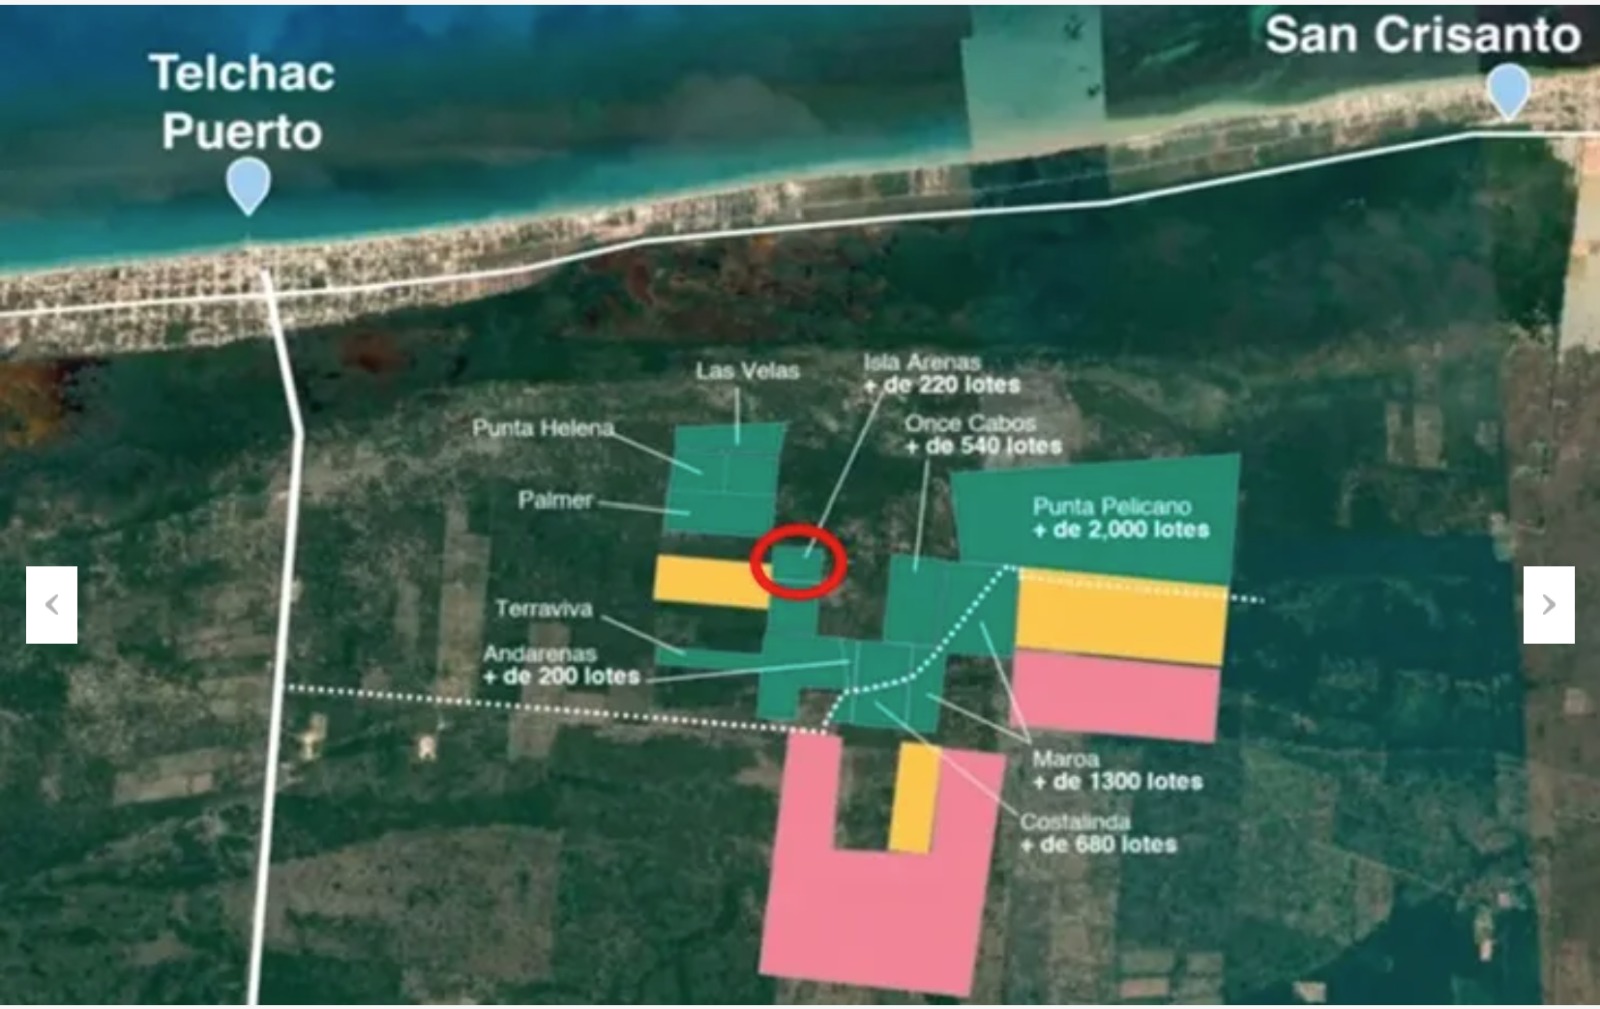 Telchac
Puerto
San Crisanto
Las Velas
Isla Arenas
+ de 220 lotes
Punta Helena
Once Cabos
+ de 540 lotes
Palmer
Punta Pelicano
+ de 2,000 lotes
Terraviva
Andarenas
+ de 200 lotes
Maroa
+ de 1300 lotes
Costalinda
+ de 680 lotes